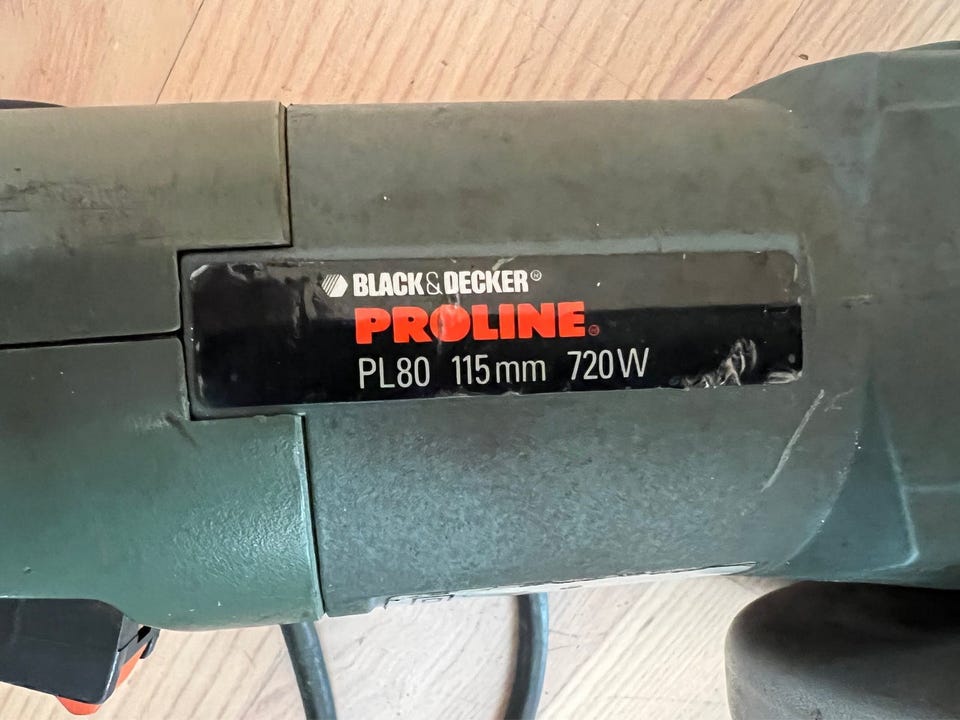 BLACK & DECKER®
PROLINE®
PL80 115mm 720W